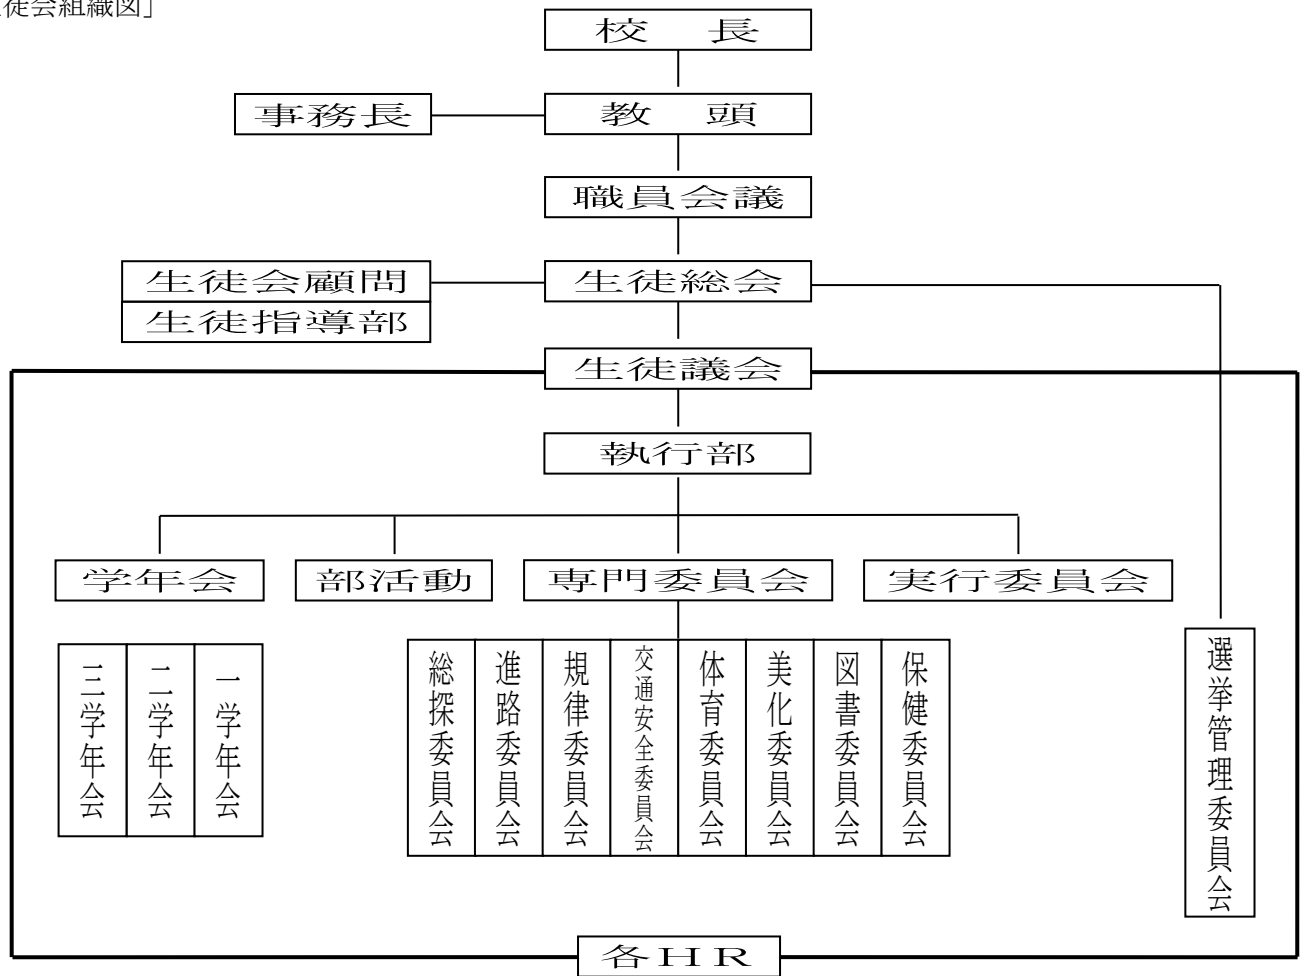 徒会組織図」
校　長
事務長
教　頭
職員会議
生徒会顧問
生徒総会
生徒指導部
生徒議会
執行部
学年会
部活動
専門委員会
実行委員会
三学年会
二学年会
一学年会
総探委員会
進路委員会
規律委員会
交通安全委員会
体育委員会
美化委員会
図書委員会
保健委員会
選挙管理委員会
各ＨＲ